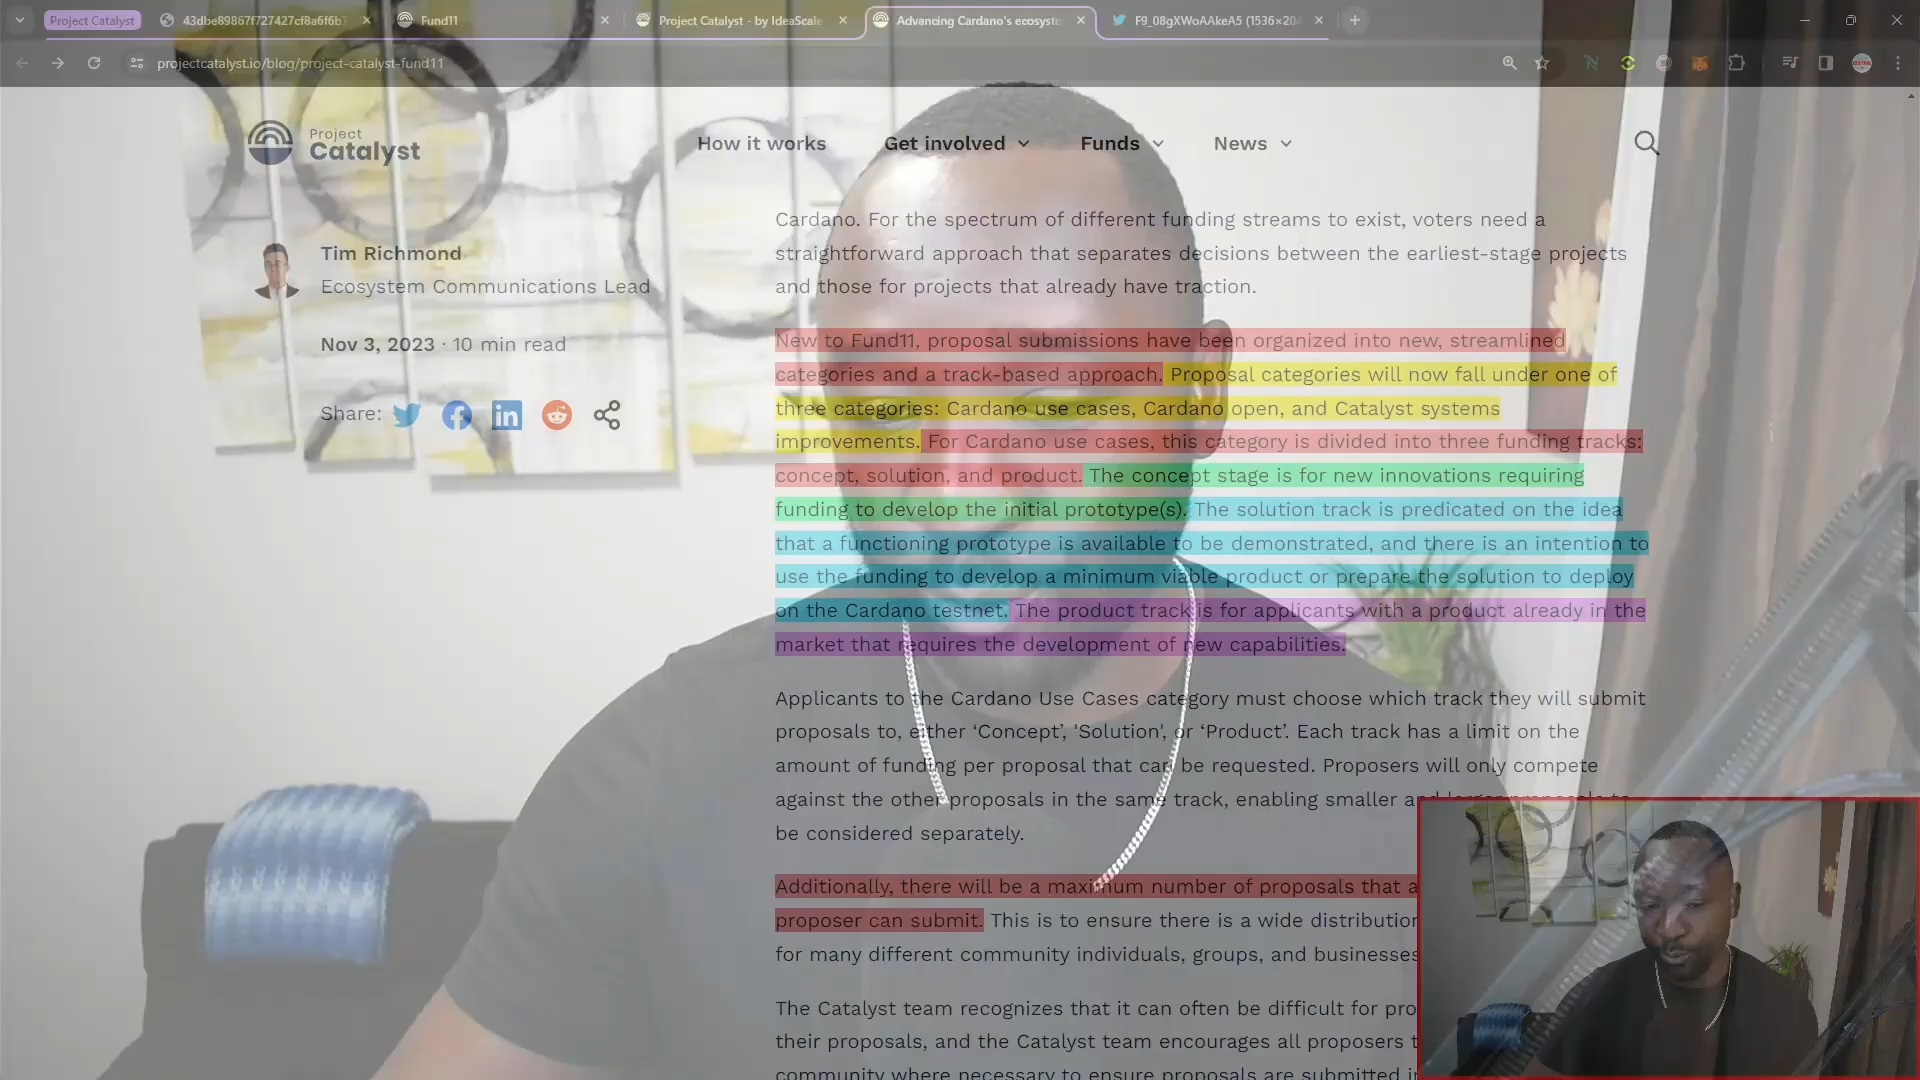 Project Catalyst
43dbe89867f727427cf8a6f6b7
Fund11
Project Catalyst - by IdeaScale
Advancing Cardano's ecosyste
F9_08gXWoAAkeA5 (1536×20
projectcatalyst.io/blog/project-catalyst-fund11
Project
Catalyst
How it works
Get involved
Funds
News
Tim Richmond
Ecosystem Communications Lead
Nov 3, 2023 · 10 min read
Share:
Cardano. For the spectrum of different funding streams to exist, voters need a
straightforward approach that separates decisions between the earliest-stage projects
and those for projects that already have traction.
New to Fund11, proposal submissions have been organized into new, streamlined
categories and a track-based approach. Proposal categories will now fall under one of
three categories: Cardano use cases, Cardano open, and Catalyst systems
improvements. For Cardano use cases, this category is divided into three funding tracks:
concept, solution, and product. The concept stage is for new innovations requiring
funding to develop the initial prototype(s). The solution track is predicated on the idea
that a functioning prototype is available to be demonstrated, and there is an intention to
use the funding to develop a minimum viable product or prepare the solution to deploy
on the Cardano testnet. The product track is for applicants with a product already in the
market that requires the development of new capabilities.
Applicants to the Cardano Use Cases category must choose which track they will submit
proposals to, either ‘Concept’, 'Solution', or ‘Product’. Each track has a limit on the
amount of funding per proposal that can be requested. Proposers will only compete
against the other proposals in the same track, enabling smaller and larger proposals to
be considered separately.
Additionally, there will be a maximum number of proposals that a
proposer can submit. This is to ensure there is a wide distribution
for many different community individuals, groups, and businesses
The Catalyst team recognizes that it can often be difficult for pro
their proposals, and the Catalyst team encourages all proposers t
community where necessary to ensure proposals are submitted i